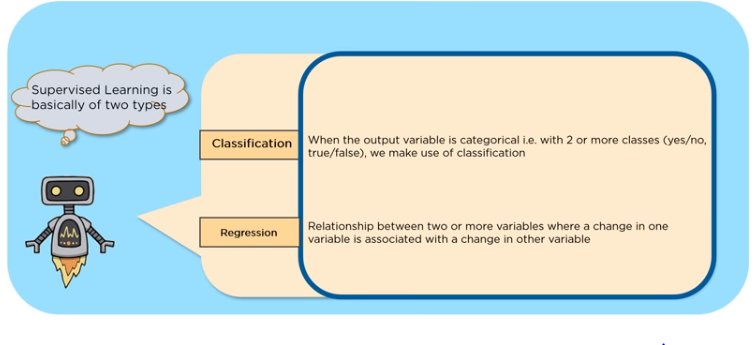 Supervised Learning is
basically of two types
Classification
When the output variable is categorical i.e. with 2 or more classes (yes/no,
true/false), we make use of classification
Regression
Relationship between two or more variables where a change in one
variable is associated with a change in other variable